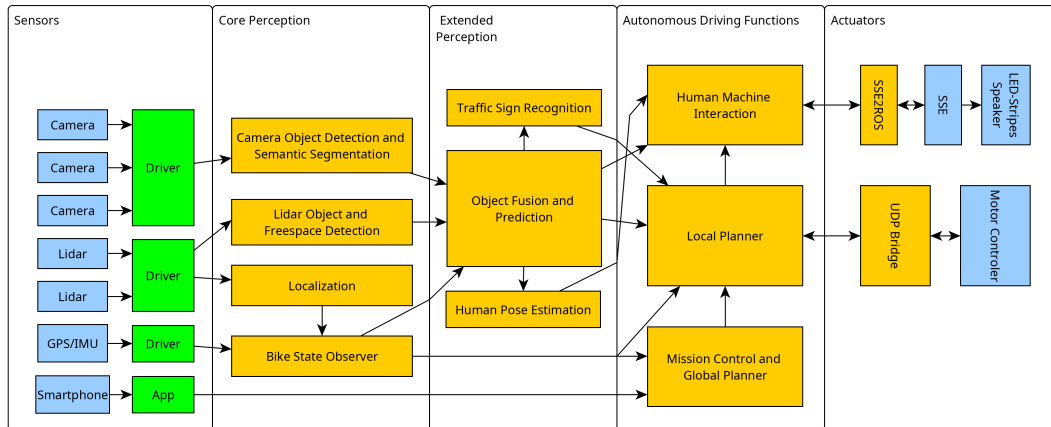 Sensors
Core Perception
Extended
Perception
Autonomous Driving Functions
Actuators
Camera
Camera
Camera
Lidar
Lidar
GPS/IMU
Smartphone
Driver
Driver
Driver
App
Camera Object Detection and
Semantic Segmentation
Lidar Object and
Freespace Detection
Localization
Bike State Observer
Traffic Sign Recognition
Object Fusion and
Prediction
Human Pose Estimation
Human Machine
Interaction
Local Planner
Mission Control and
Global Planner
SSE2ROS
SSE
LED-Stripes
Speaker
UDP Bridge
Motor Controler